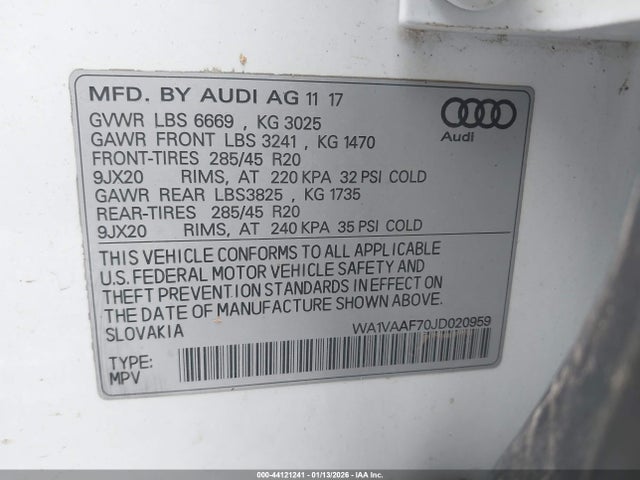 MFD. BY AUDI AG 11 17
GVWR LBS 6669 , KG 3025
GAWR FRONT LBS 3241 , KG 1470
FRONT-TIRES 285/45 R20
9JX20 RIMS, AT 220 KPA 32 PSI COLD
GAWR REAR LBS3825 , KG 1735
REAR-TIRES 285/45 R20
9JX20 RIMS, AT 240 KPA 35 PSI COLD
THIS VEHICLE CONFORMS TO ALL APPLICABLE
U.S. FEDERAL MOTOR VEHICLE SAFETY AND
THEFT PREVENTION STANDARDS IN EFFECT ON
THE DATE OF MANUFACTURE SHOWN ABOVE.
SLOVAKIA WA1VAAF70JD020959
TYPE:
MPV
Audi
000-44121241 - 01/13/2026 - IAA Inc.